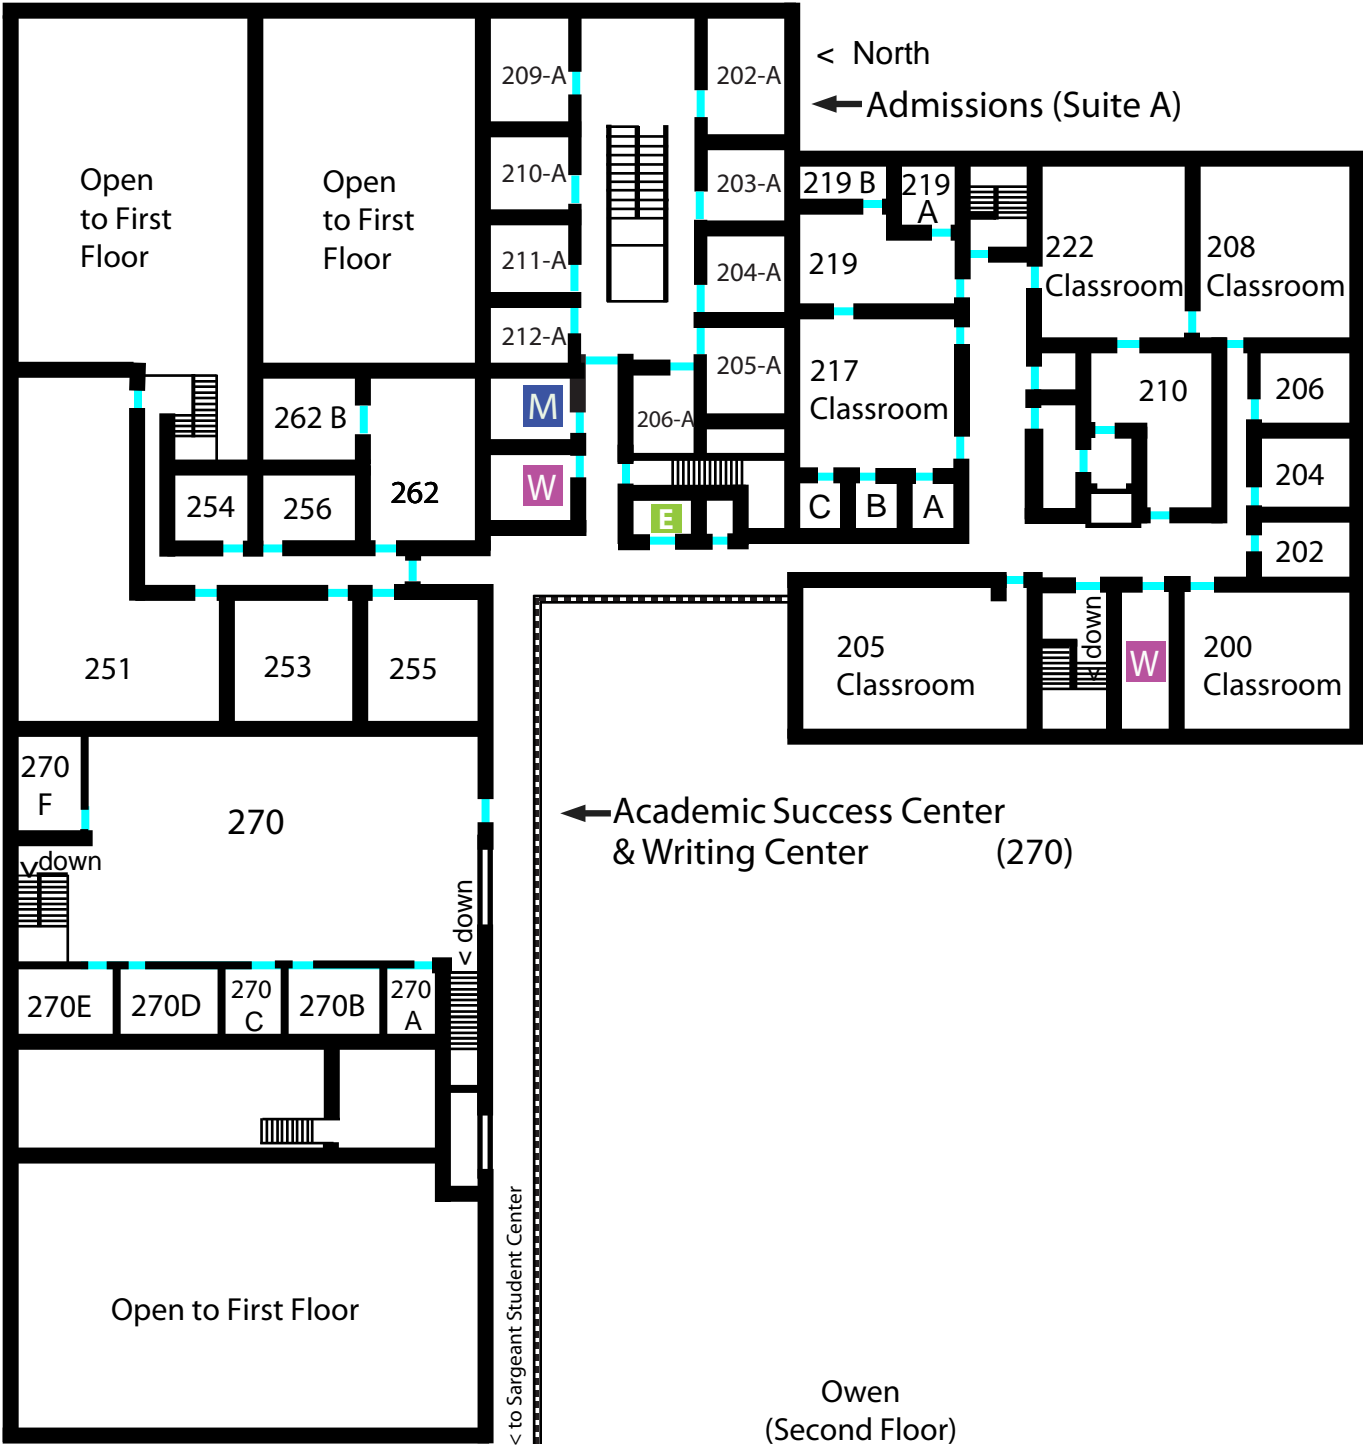 < North
Admissions (Suite A)
209-A
202-A
210-A
203-A
211-A
204-A
212-A
205-A
206-A
Open
to First
Floor
Open
to First
Floor
219 B
219
A
219
222
Classroom
208
Classroom
217
Classroom
210
206
204
202
C
B
A
M
W
E
262 B
262
254
256
251
253
255
205
Classroom
< down
W
200
Classroom
270
F
270
< down
< down
Academic Success Center
& Writing Center (270)
270E
270D
270
C
270B
270
A
Open to First Floor
< to Sargeant Student Center
Owen
(Second Floor)